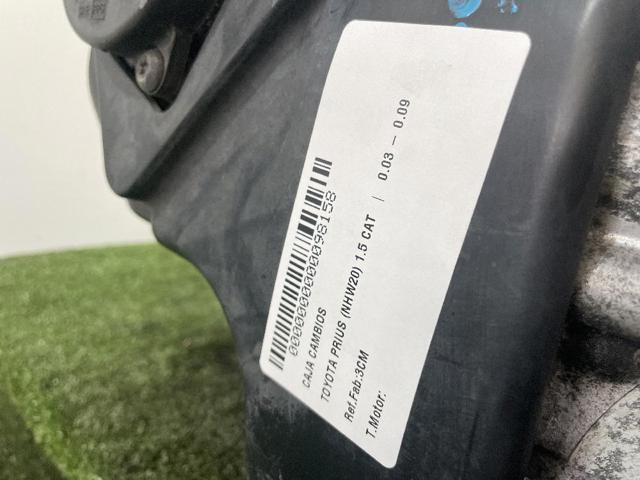 0000000000098158
CAJA CAMBIOS
TOYOTA PRIUS (NHW20) 1.5 CAT | 0.03 - 0.09
Ref.Fab:3CM
T.Motor: